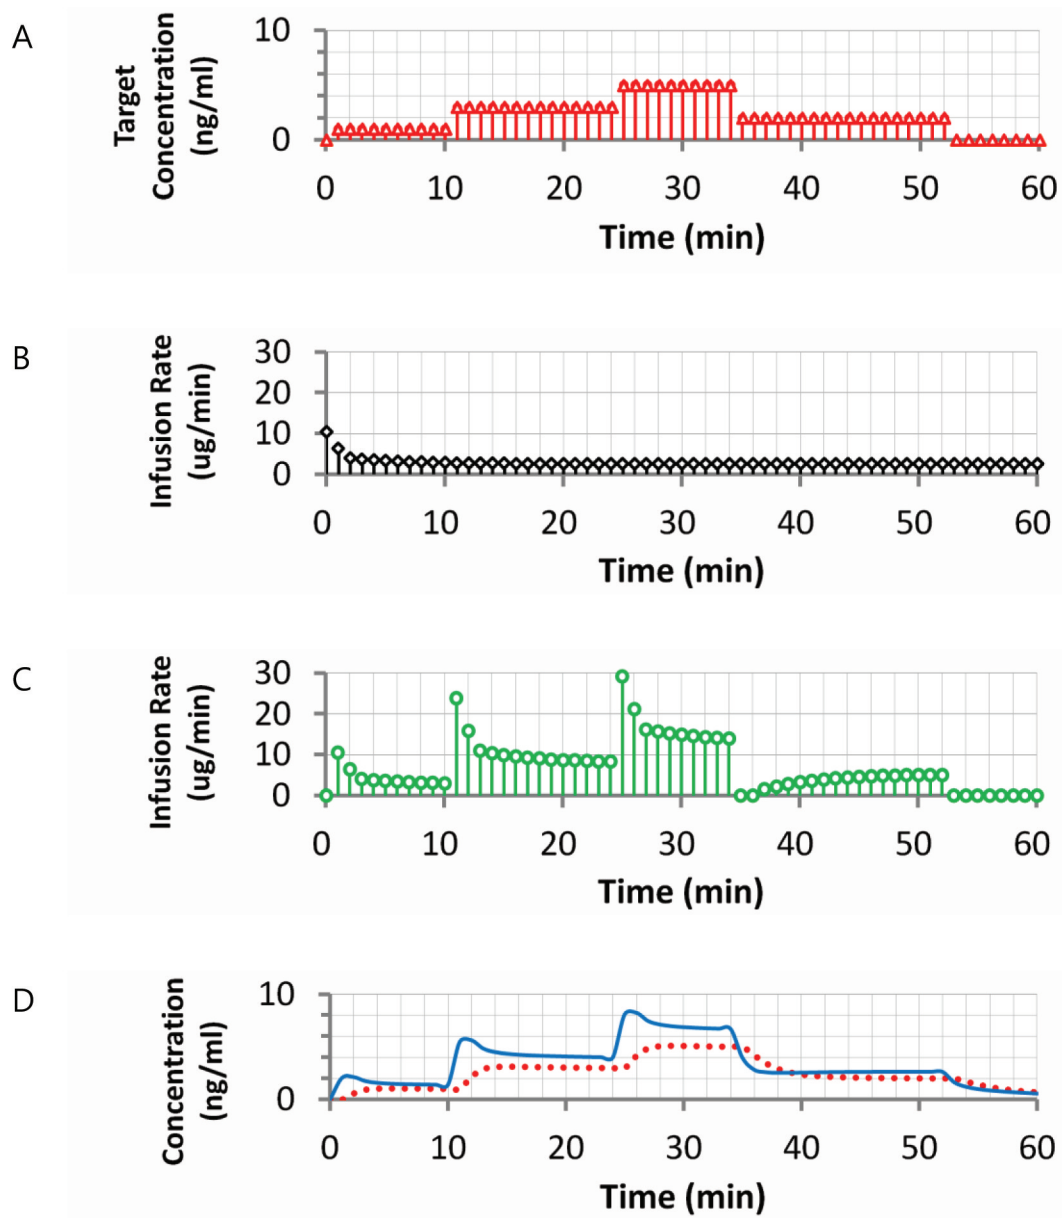 A
Target
Concentration
(ng/ml)
10
0
0 10 20 30 40 50 60
Time (min)
B
Infusion Rate
(ug/min)
30
20
10
0
0 10 20 30 40 50 60
Time (min)
C
Infusion Rate
(ug/min)
30
20
10
0
0 10 20 30 40 50 60
Time (min)
D
Concentration
(ng/ml)
10
0
0 10 20 30 40 50 60
Time (min)